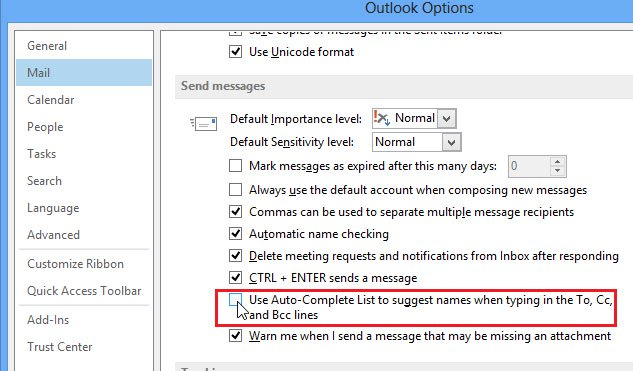 Outlook Options
General
Mail
Calendar
People
Tasks
Search
Language
Advanced
Customize Ribbon
Quick Access Toolbar
Add-Ins
Trust Center
Save copies of messages in the Sent Items folder
Use Unicode format
Send messages
Default Importance level: Normal
Default Sensitivity level: Normal
Mark messages as expired after this many days: 0
Always use the default account when composing new messages
Commas can be used to separate multiple message recipients
Automatic name checking
Delete meeting requests and notifications from Inbox after responding
CTRL + ENTER sends a message
Use Auto-Complete List to suggest names when typing in the To, Cc,
and Bcc lines
Warn me when I send a message that may be missing an attachment